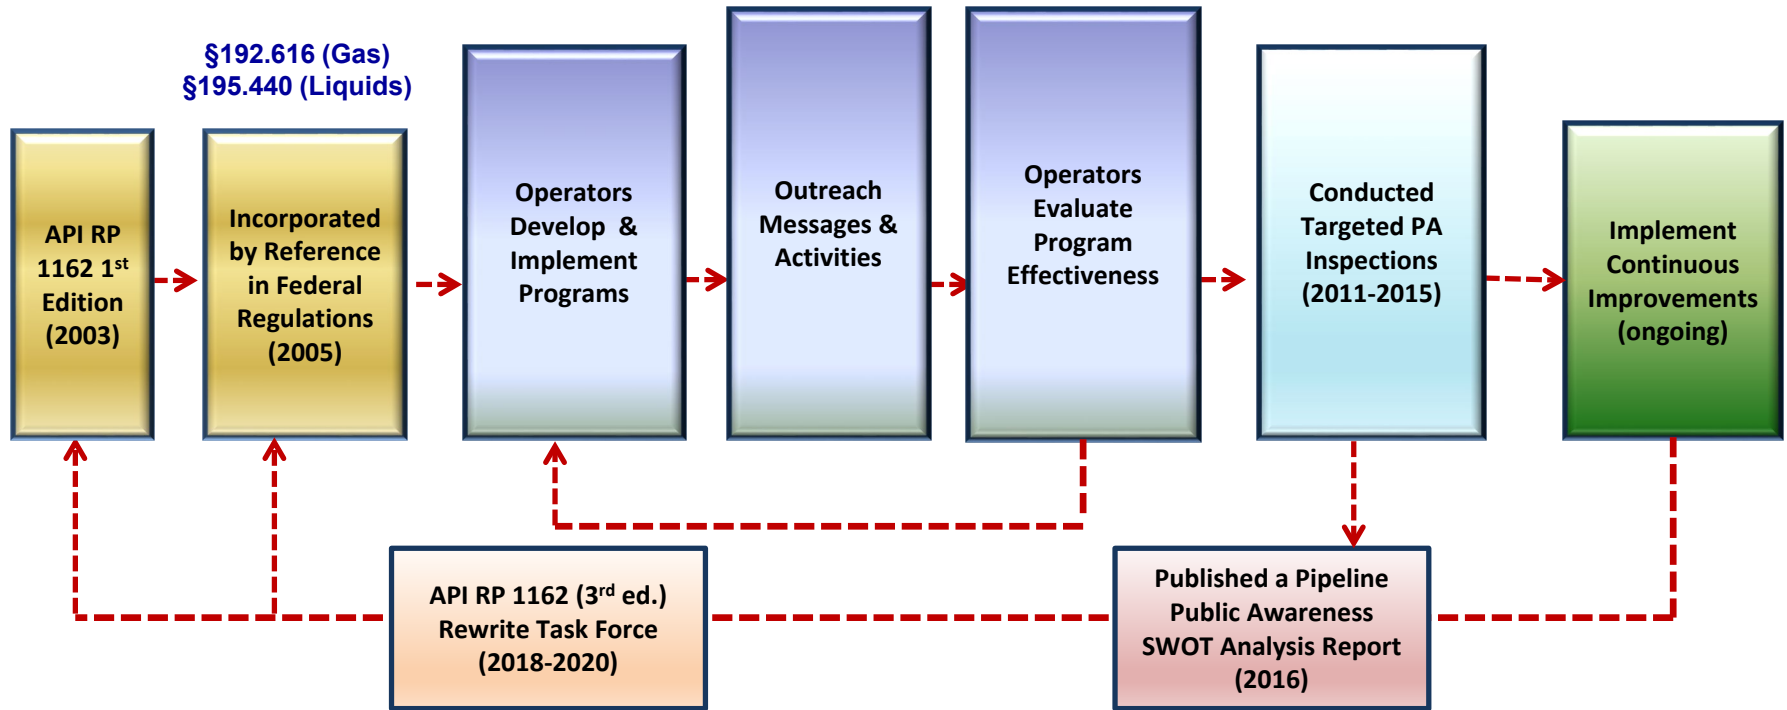 §192.616 (Gas)
§195.440 (Liquids)
API RP
1162 1st
Edition
(2003)
Incorporated
by Reference
in Federal
Regulations
(2005)
Operators
Develop &
Implement
Programs
Outreach
Messages &
Activities
Operators
Evaluate
Program
Effectiveness
Conducted
Targeted PA
Inspections
(2011-2015)
Implement
Continuous
Improvements
(ongoing)
API RP 1162 (3rd ed.)
Rewrite Task Force
(2018-2020)
Published a Pipeline
Public Awareness
SWOT Analysis Report
(2016)